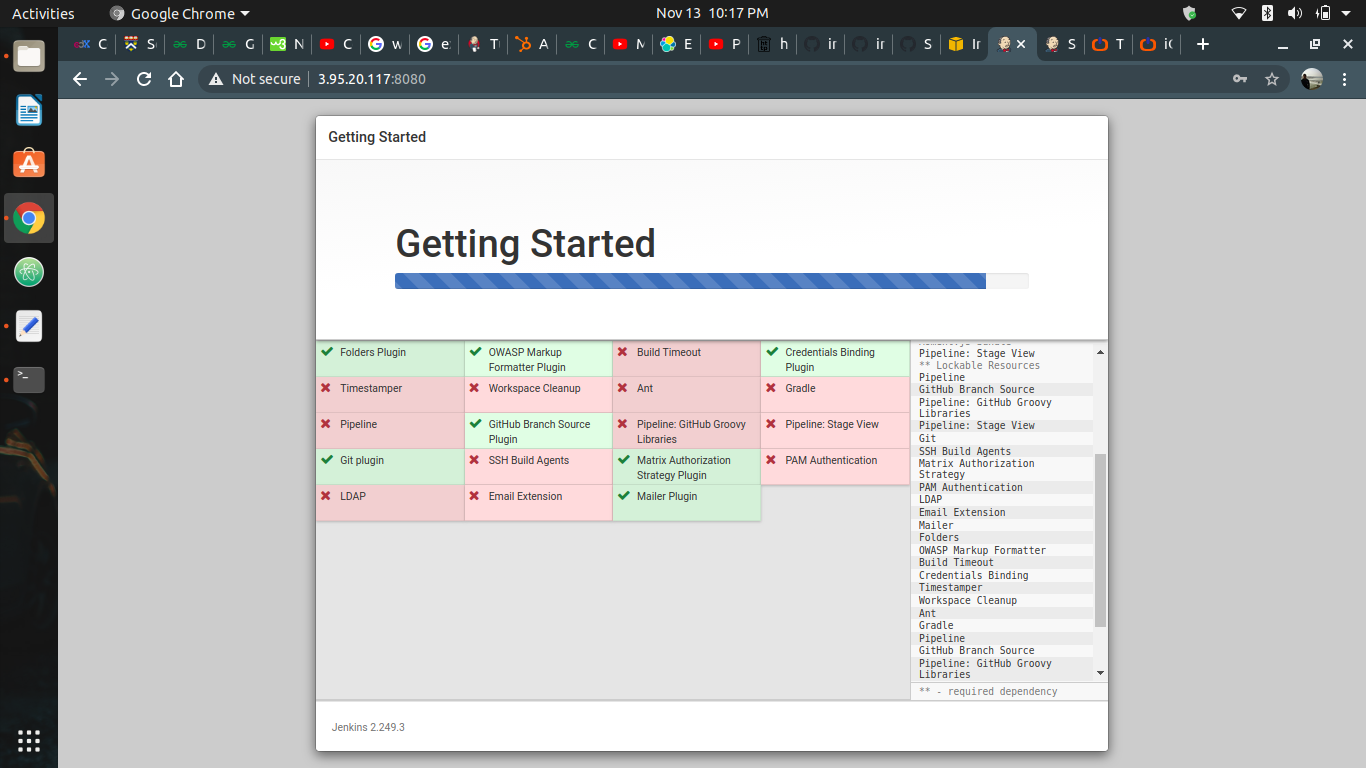 Activities
Google Chrome
Nov 13 10:17 PM
C
S
D
G
N
C
w
e
T
A
C
M
E
P
h
ir
ir
S
Ir
S
T
Not secure
3.95.20.117:8080
Getting Started
Getting Started
Folders Plugin
OWASP Markup
Formatter Plugin
Build Timeout
Credentials Binding
Plugin
Timestamper
Workspace Cleanup
Ant
Gradle
Pipeline
GitHub Branch Source
Plugin
Pipeline: GitHub Groovy
Libraries
Pipeline: Stage View
Git plugin
SSH Build Agents
Matrix Authorization
Strategy Plugin
PAM Authentication
LDAP
Email Extension
Mailer Plugin
Pipeline: Stage View
** Lockable Resources
Pipeline
GitHub Branch Source
Pipeline: GitHub Groovy
Libraries
Pipeline: Stage View
Git
SSH Build Agents
Matrix Authorization
Strategy
PAM Authentication
LDAP
Email Extension
Mailer
Folders
OWASP Markup Formatter
Build Timeout
Credentials Binding
Timestamper
Workspace Cleanup
Ant
Gradle
Pipeline
GitHub Branch Source
Pipeline: GitHub Groovy
Libraries
** - required dependency
Jenkins 2.249.3